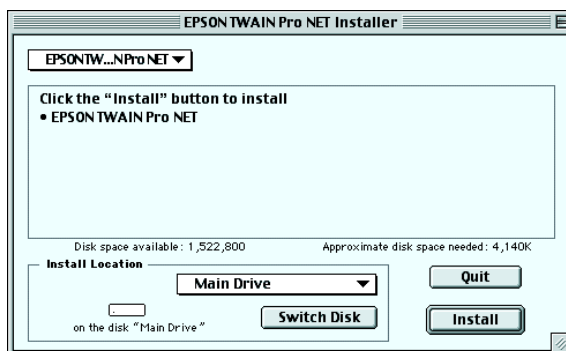 EPSON TWAIN Pro NET Installer
EPSONTW...NPro NET
Click the “Install” button to install
• EPSON TWAIN Pro NET
Disk space available: 1,522,800 Approximate disk space needed: 4,140K
Install Location
Main Drive
Quit
on the disk “Main Drive”
Switch Disk
Install